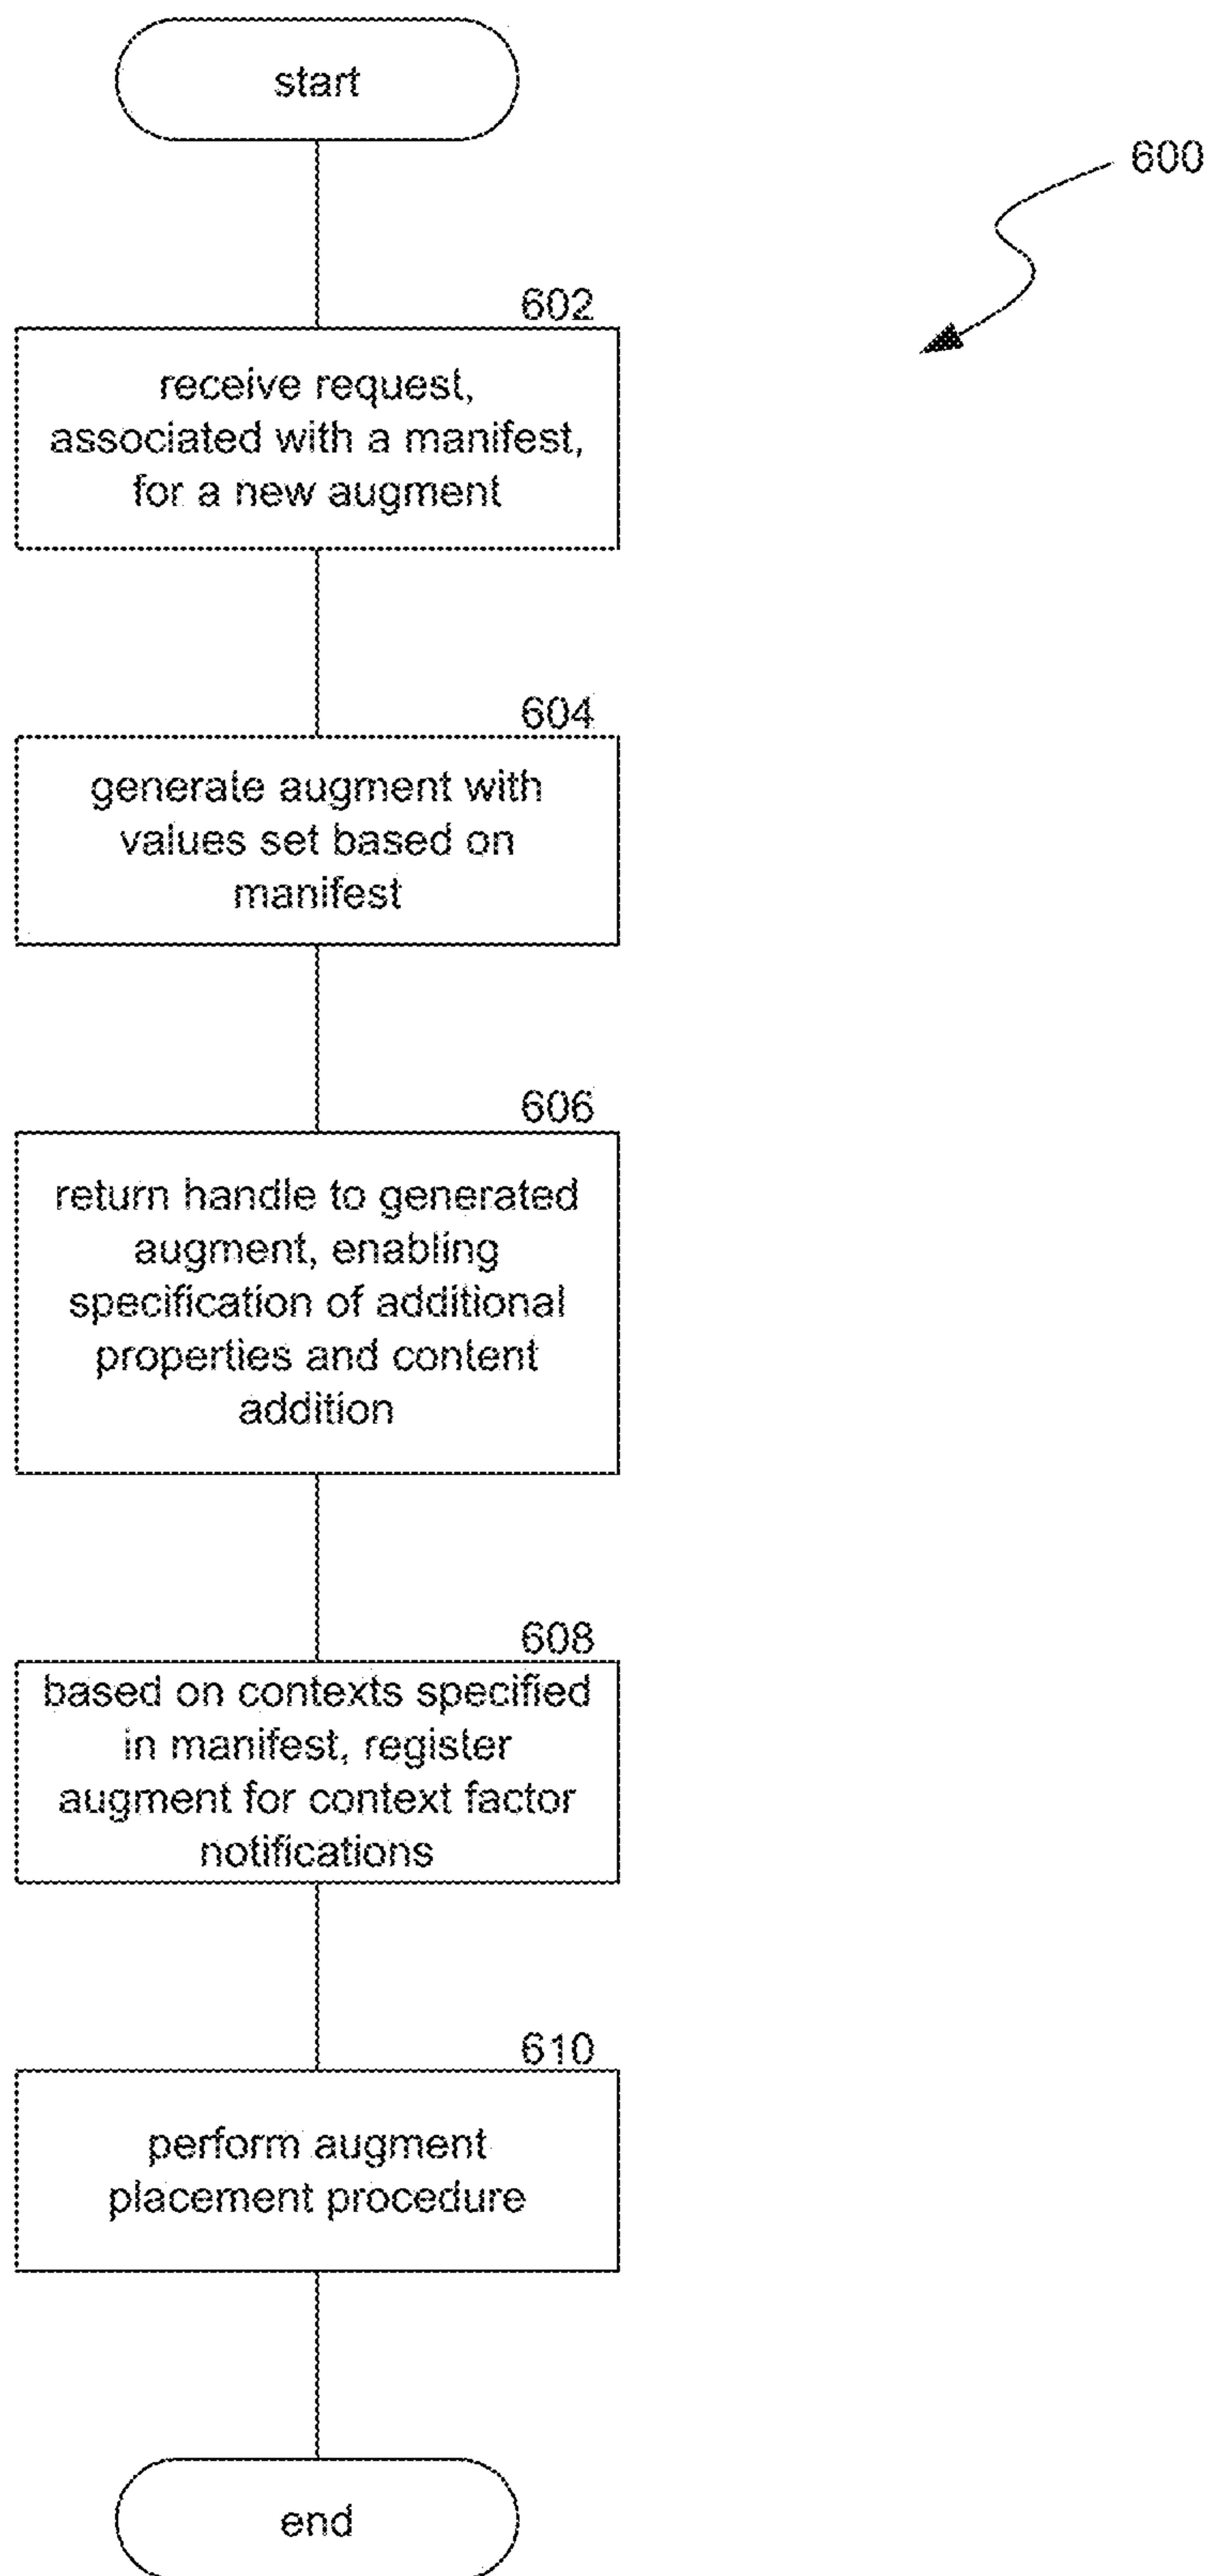 start
600
602
receive request,
associated with a manifest,
for a new augment
604
generate augment with
values set based on
manifest
606
return handle to generated
augment, enabling
specification of additional
properties and content
addition
608
based on contexts specified
in manifest, register
augment for context factor
notifications
610
perform augment
placement procedure
end